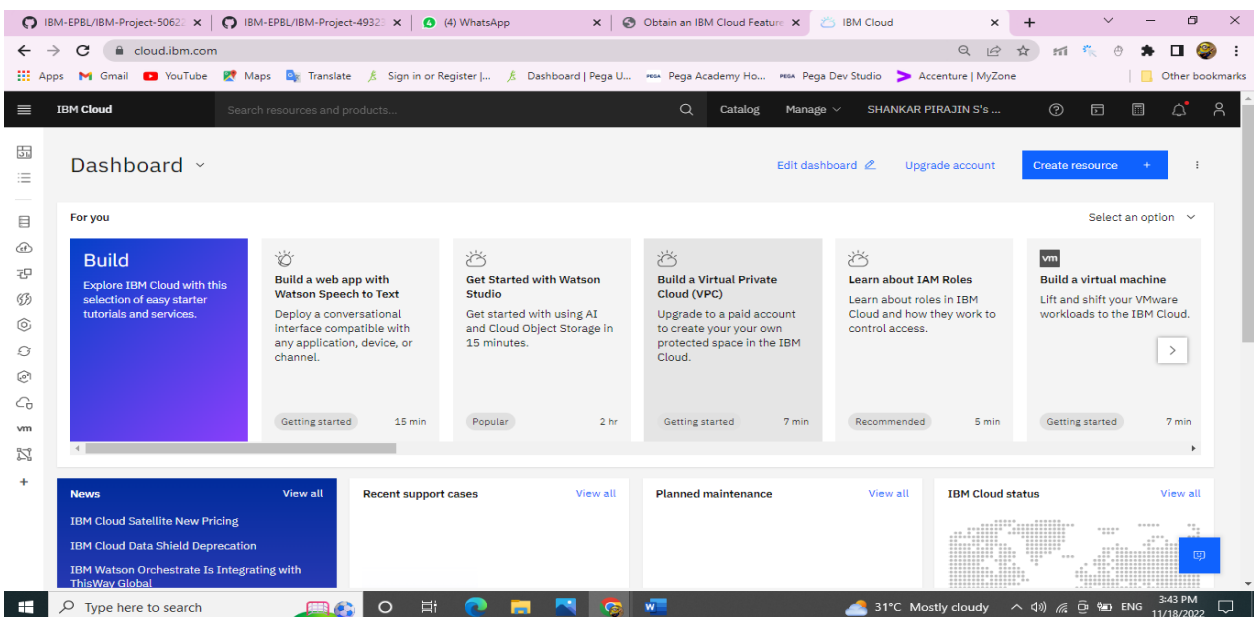 IBM-EPBL/IBM-Project-50622
IBM-EPBL/IBM-Project-49323
(4) WhatsApp
Obtain an IBM Cloud Feature
IBM Cloud
cloud.ibm.com
Apps
Gmail
YouTube
Maps
Translate
Sign in or Register |...
Dashboard | Pega U...
Pega Academy Ho...
Pega Dev Studio
Accenture | MyZone
Other bookmarks
IBM Cloud
Search resources and products...
Catalog
Manage
SHANKAR PIRAJIN S's ...
Dashboard
Edit dashboard
Upgrade account
Create resource +
For you
Select an option
Build
Explore IBM Cloud with this
selection of easy starter
tutorials and services.
Build a web app with
Watson Speech to Text
Deploy a conversational
interface compatible with
any application, device, or
channel.
Getting started
15 min
Get Started with Watson
Studio
Get started with using AI
and Cloud Object Storage in
15 minutes.
Popular
2 hr
Build a Virtual Private
Cloud (VPC)
Upgrade to a paid account
to create your your own
protected space in the IBM
Cloud.
Getting started
7 min
Learn about IAM Roles
Learn about roles in IBM
Cloud and how they work to
control access.
Recommended
5 min
vm
Build a virtual machine
Lift and shift your VMware
workloads to the IBM Cloud.
Getting started
7 min
vm
News
View all
IBM Cloud Satellite New Pricing
IBM Cloud Data Shield Deprecation
IBM Watson Orchestrate Is Integrating with
ThisWay Global
Recent support cases
View all
Planned maintenance
View all
IBM Cloud status
View all
Type here to search
31°C Mostly cloudy
ENG
3:43 PM
11/18/2022